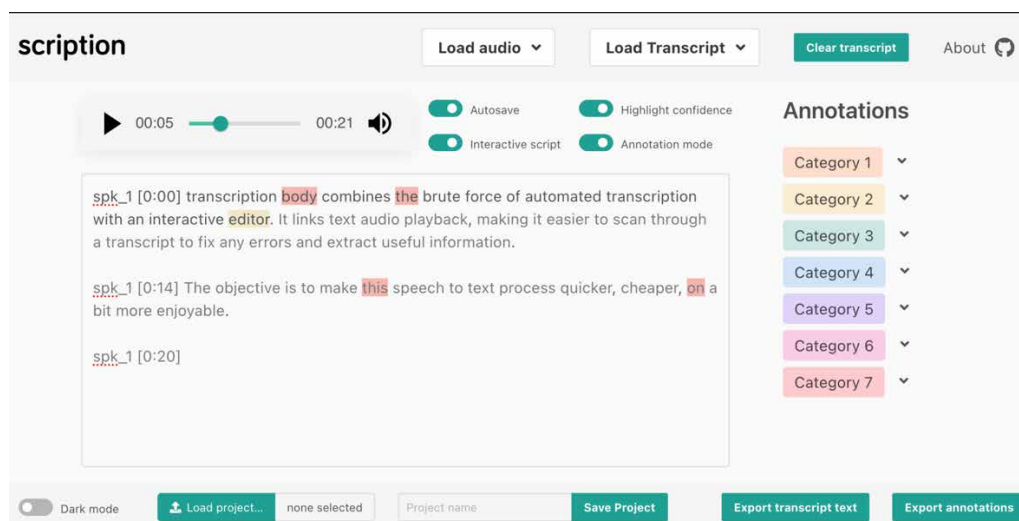 scription
Load audio
Load Transcript
Clear transcript
About
00:05
00:21
Autosave
Highlight confidence
Interactive script
Annotation mode
spk_1 [0:00] transcription body combines the brute force of automated transcription
with an interactive editor. It links text audio playback, making it easier to scan through
a transcript to fix any errors and extract useful information.
spk_1 [0:14] The objective is to make this speech to text process quicker, cheaper, on a
bit more enjoyable.
spk_1 [0:20]
Annotations
Category 1
Category 2
Category 3
Category 4
Category 5
Category 6
Category 7
Dark mode
Load project...
none selected
Project name
Save Project
Export transcript text
Export annotations